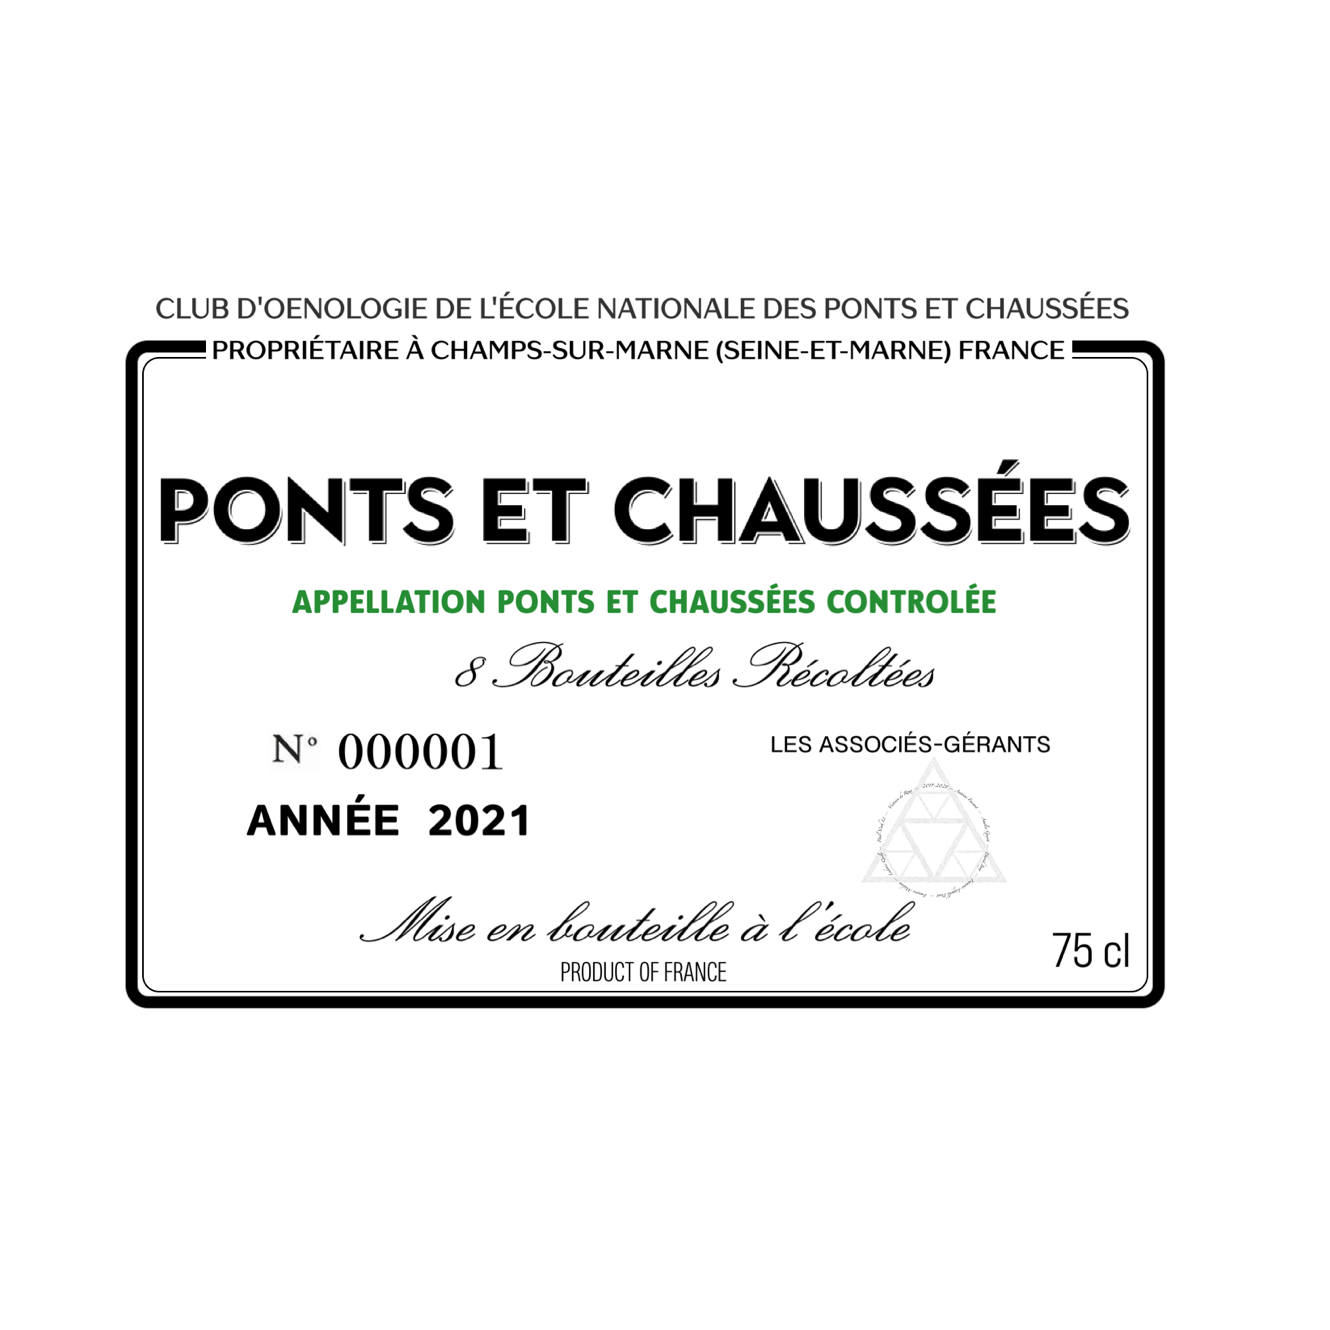 CLUB D'OENOLOGIE DE L'ÉCOLE NATIONALE DES PONTS ET CHAUSSÉES
PROPRIÉTAIRE À CHAMPS-SUR-MARNE (SEINE-ET-MARNE) FRANCE
PONTS ET CHAUSSÉES
APPELLATION PONTS ET CHAUSSÉES CONTROLÉE
8 Bouteilles Récoltées
N° 000001
LES ASSOCIÉS-GÉRANTS
ANNÉE 2021
Mise en bouteille à l'école
75 cl
PRODUCT OF FRANCE